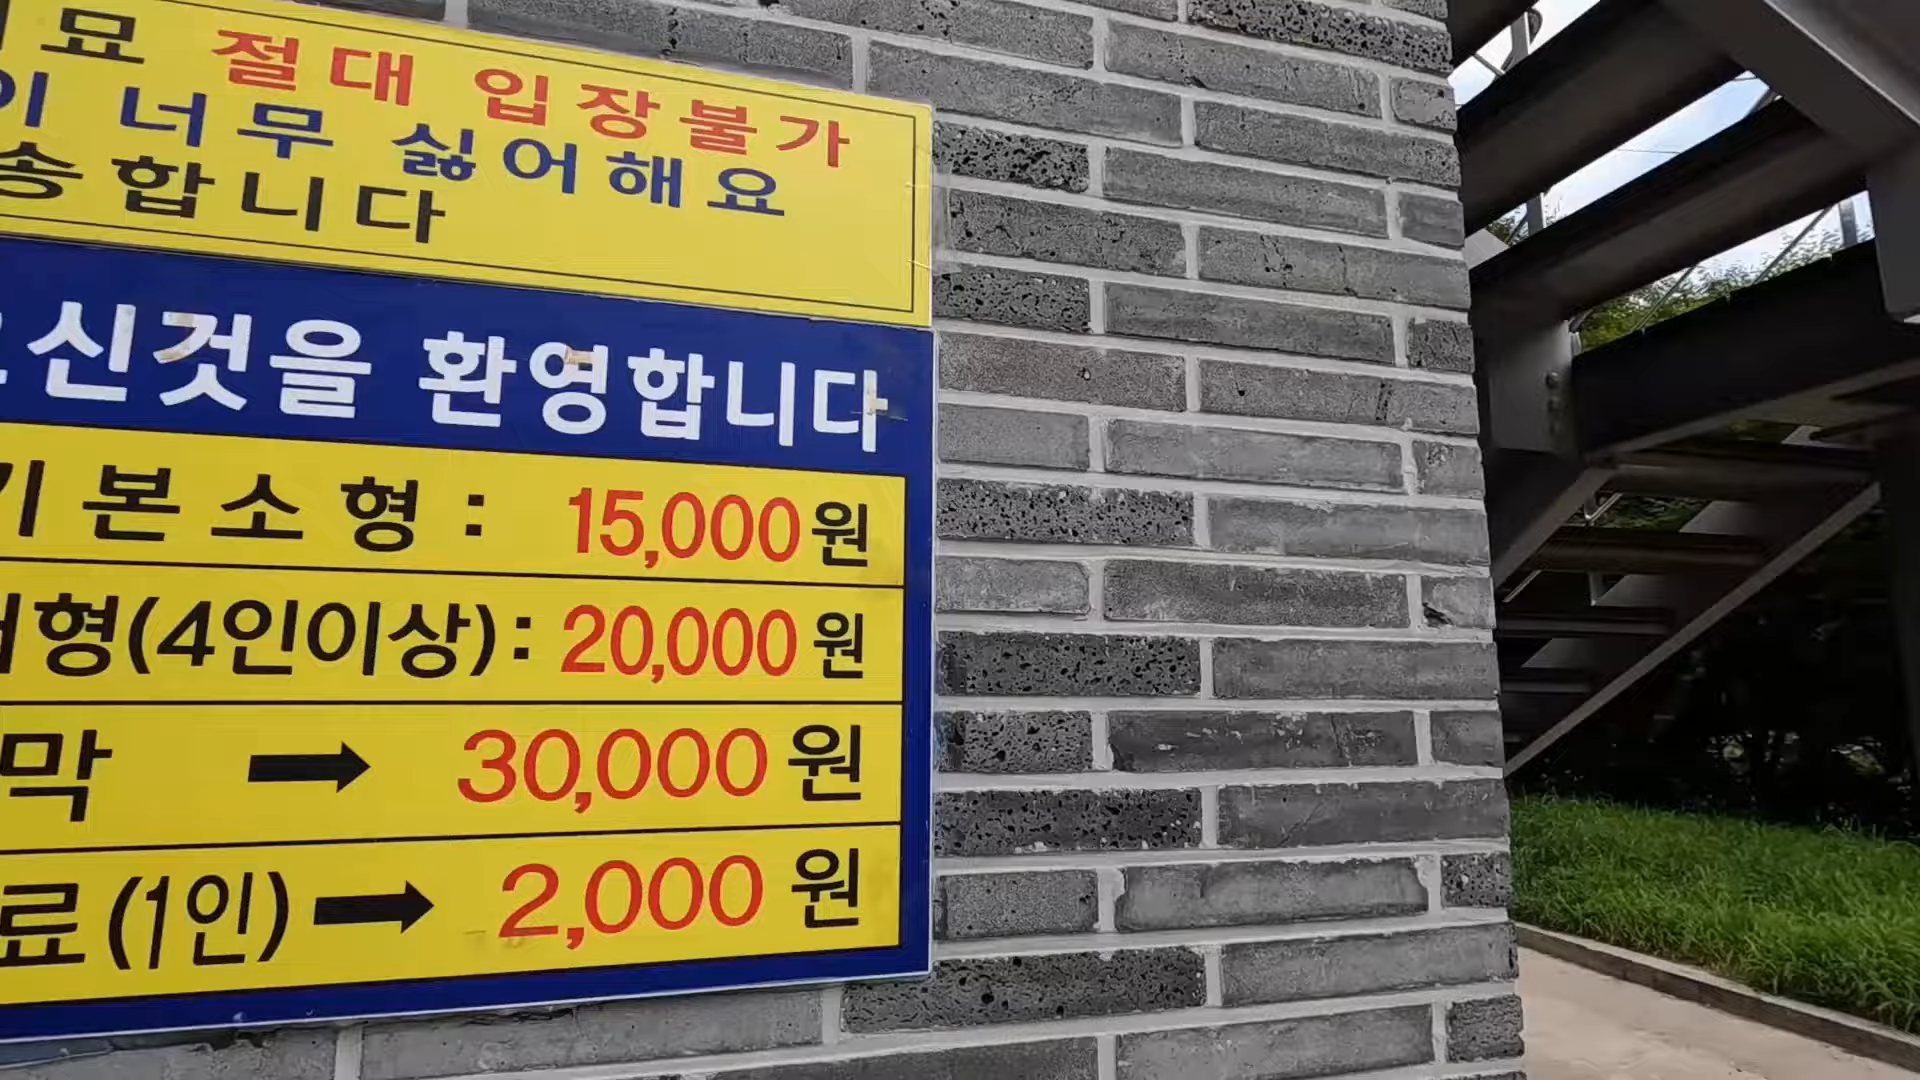 묘 절대 입장불가
이 너무 싫어해요
송합니다
신것을 환영합니다
기본소형 : 15,000원
형(4인이상) : 20,000원
막 → 30,000원
료(1인) → 2,000원